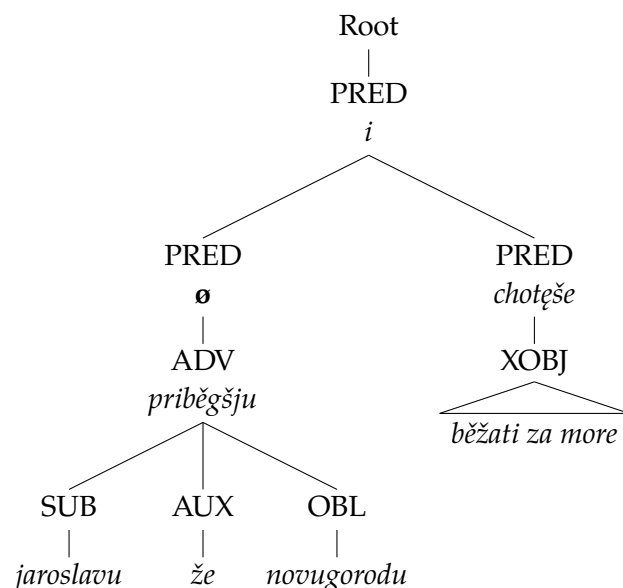 Root
PRED
i
PRED PRED
ø chotęše
ADV XOBJ
priběgšju
běžati za more
SUB AUX OBL
jaroslavu že novugorodu